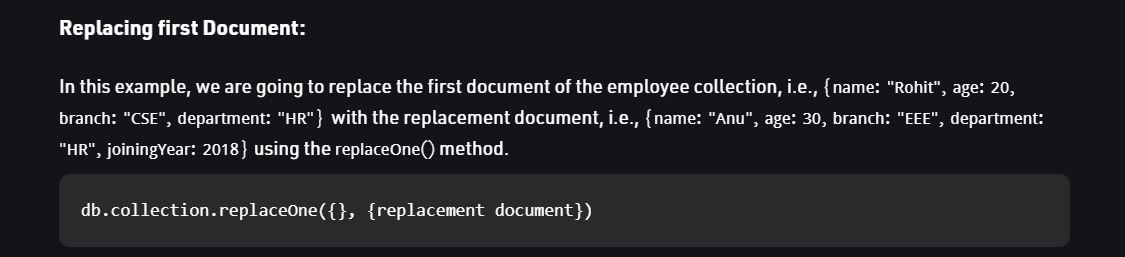 Replacing first Document:
In this example, we are going to replace the first document of the employee collection, i.e., {name: "Rohit", age: 20,
branch: "CSE", department: "HR"} with the replacement document, i.e., {name: "Anu", age: 30, branch: "EEE", department:
"HR", joiningYear: 2018} using the replaceOne() method.
db.collection.replaceOne({}, {replacement document})